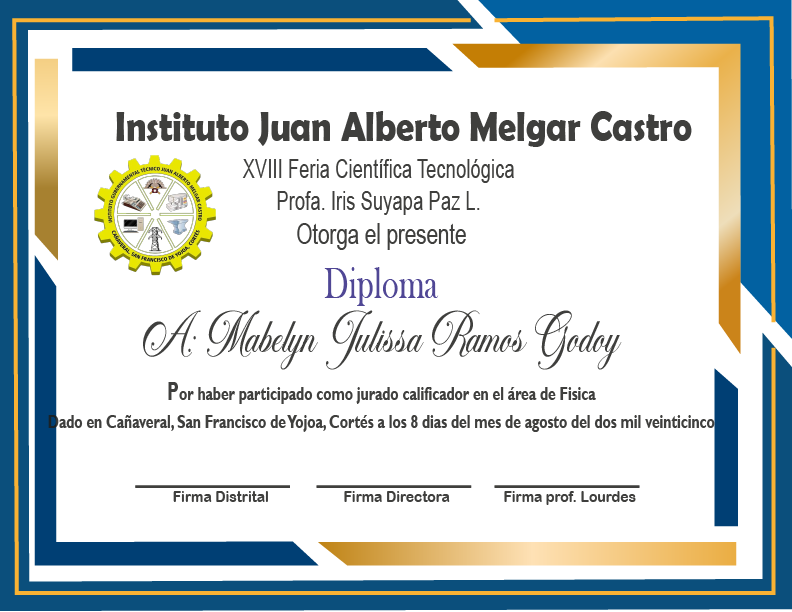 Instituto Juan Alberto Melgar Castro
XVIII Feria Científica Tecnológica
Profa. Iris Suyapa Paz L.
Otorga el presente
INSTITUTO GUBERNAMENTAL TÉCNICO JUAN ALBERTO MELGAR CASTRO
CAÑAVERAL, SAN FRANCISCO DE YOJOA, CORTÉS
Diploma
A: Mabelyn Julissa Ramos Godoy
Por haber participado como jurado calificador en el área de Fisica
Dado en Cañaveral, San Francisco de Yojoa, Cortés a los 8 dias del mes de agosto del dos mil veinticinco
Firma Distrital
Firma Directora
Firma prof. Lourdes